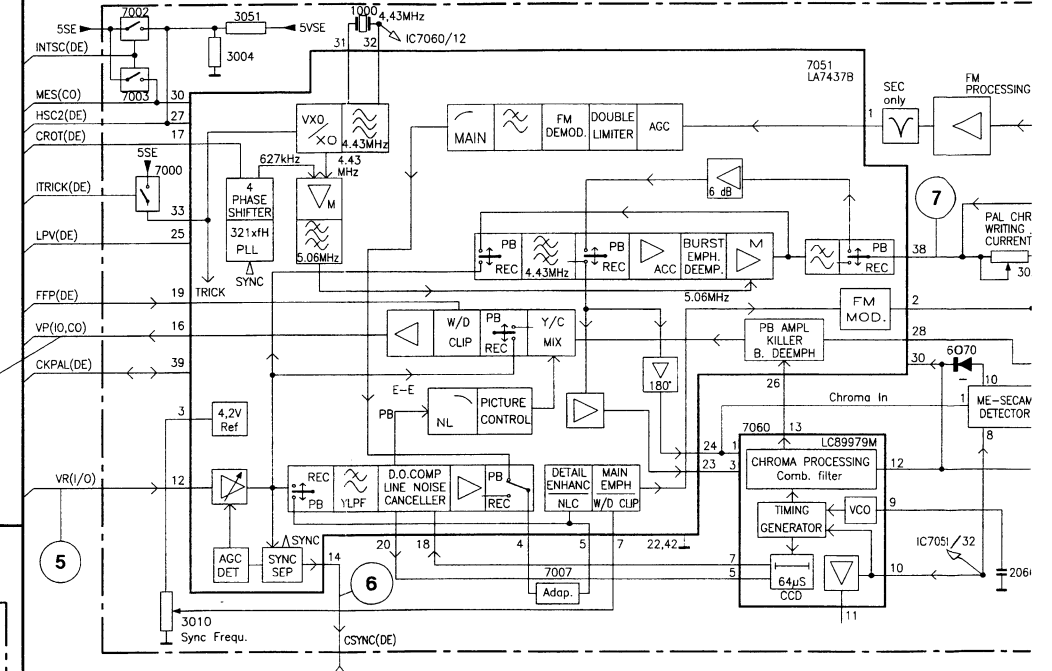 7002
3051
1000
4,43MHz
5SE
5VSE
IC7060/12
INTSC(DE)
31
32
3004
7051
LA7437B
SEC
only
FM
PROCESSING
7003
MES(CO)
30
HSC2(DE)
27
CROT(DE)
17
VXO
XO
4.43MHz
MAIN
FM
DEMOD.
DOUBLE
LIMITER
AGC
1
5SE
7000
627kHz
4.43
MHz
ITRICK(DE)
4
PHASE
SHIFTER
M
6 dB
7
33
321xfH
PLL
PAL CHR
WRITING
CURRENT
LPV(DE)
25
5.06MHz
PB
REC
4.43MHz
PB
REC
ACC
BURST
EMPH.
DEEMP.
M
PB
REC
38
30
SYNC
TRICK
5.06MHz
FFP(DE)
19
FM
MOD.
2
VP(IO,CO)
16
W/D
CLIP
PB
REC
Y/C
MIX
PB AMPL
KILLER
B. DEEMPH
28
CKPAL(DE)
39
30
6070
E-E
180°
26
10
3
4,2V
Ref
PB
NL
PICTURE
CONTROL
Chroma In
1
ME-SECAM
DETECTOR
8
7060
13
LC89979M
24
1
23
3
CHROMA PROCESSING
Comb. filter
12
VR(I/O)
12
REC
PB
YLPF
D.O.COMP
LINE NOISE
CANCELLER
PB
REC
DETAIL
ENHANC
NLC
MAIN
EMPH
W/D CLIP
TIMING
GENERATOR
VCO
9
5
AGC
DET
SYNC
SEP
SYNC
14
20
18
4
5
7
22,42
IC7051/32
6
7
5
64µS
CCD
10
206
7007
Adap.
11
3010
Sync Frequ.
CSYNC(DE)